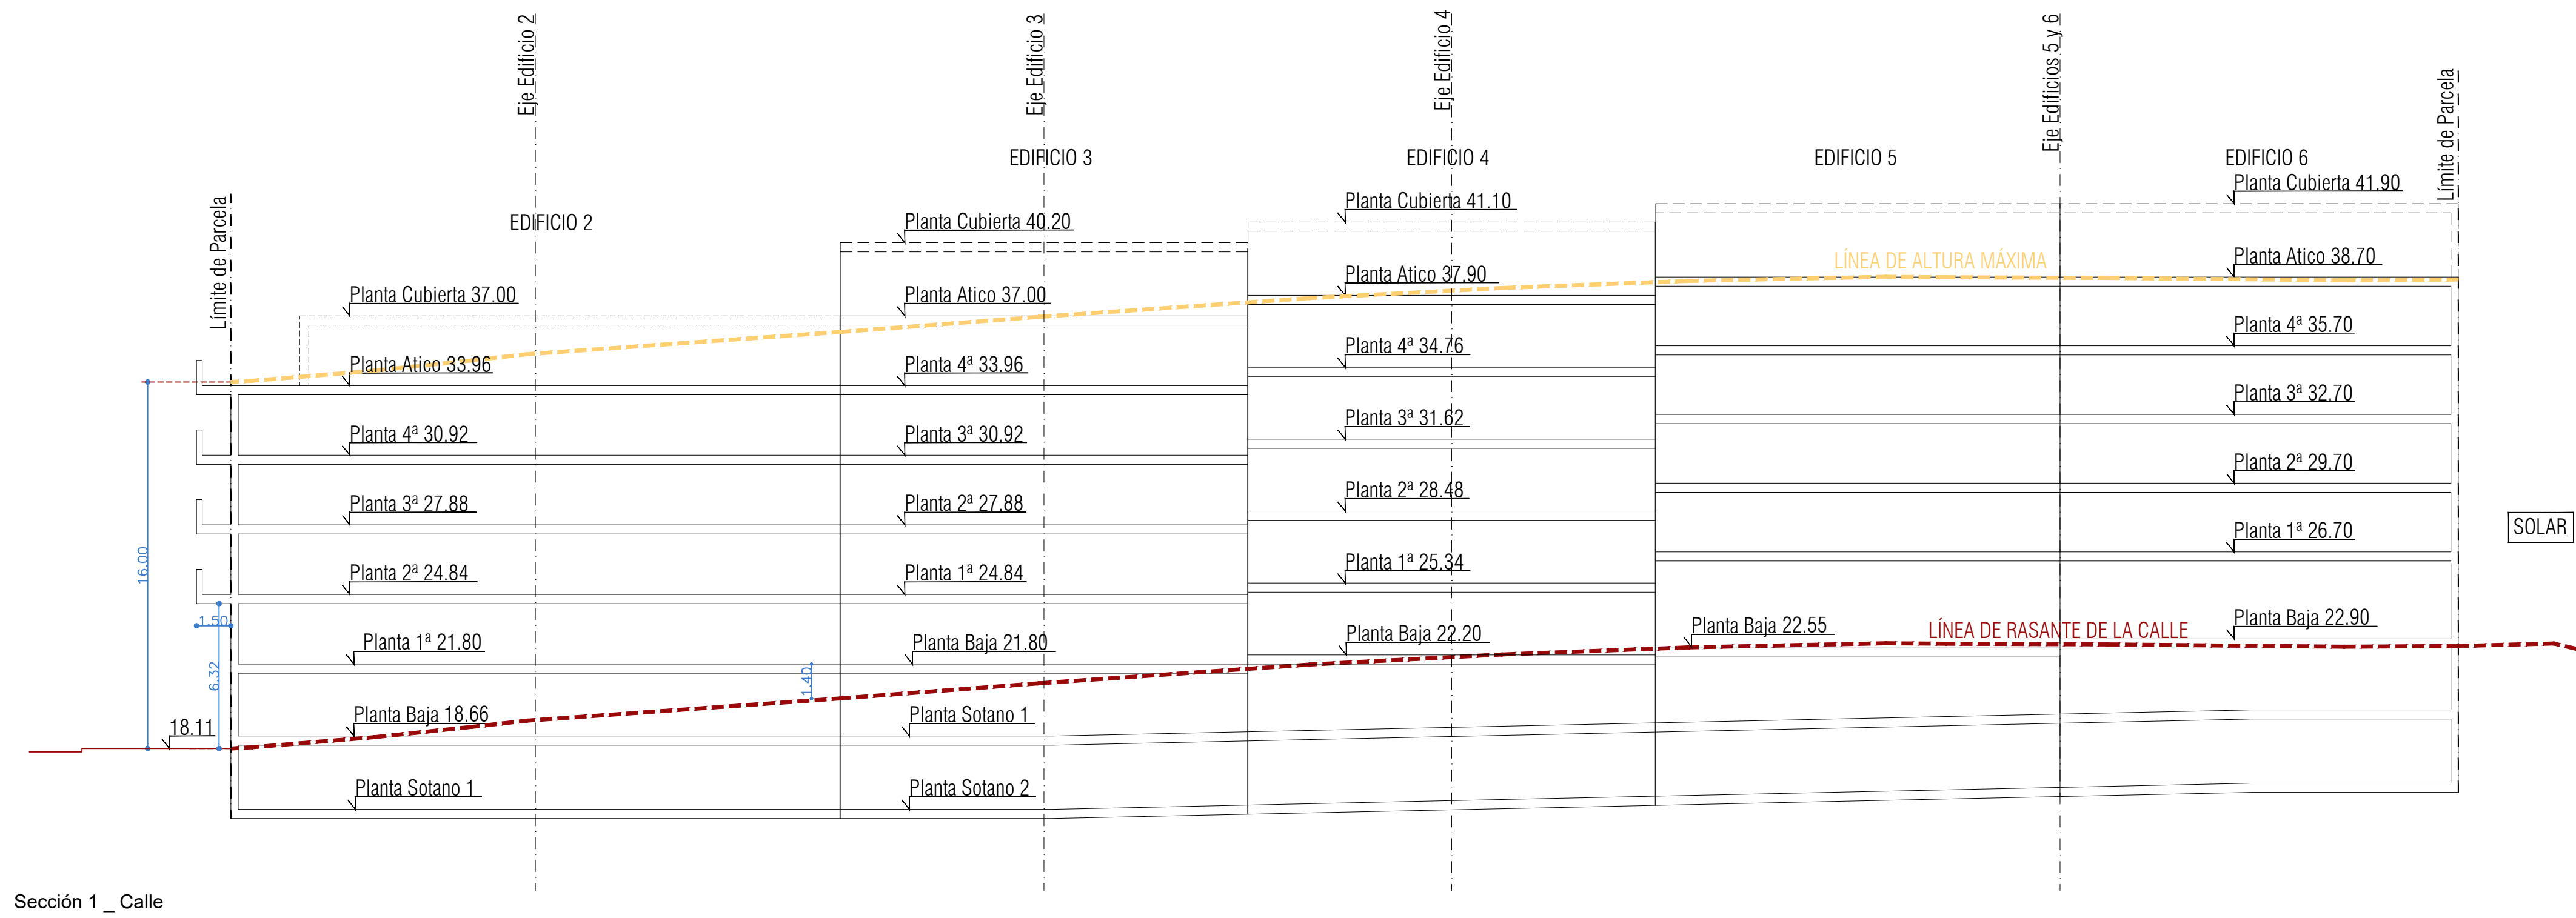 Eje Edificio 2
Eje Edificio 3
Eje Edificio 4
Eje Edificios 5 y 6
Límite de Parcela
Límite de Parcela
EDIFICIO 2
EDIFICIO 3
EDIFICIO 4
EDIFICIO 5
EDIFICIO 6
Planta Cubierta 37.00
Planta Atico 33.96
Planta 4ª 30.92
Planta 3ª 27.88
Planta 2ª 24.84
Planta 1ª 21.80
Planta Baja 18.66
Planta Sotano 1
Planta Cubierta 40.20
Planta Atico 37.00
Planta 4ª 33.96
Planta 3ª 30.92
Planta 2ª 27.88
Planta 1ª 24.84
Planta Baja 21.80
Planta Sotano 1
Planta Sotano 2
Planta Cubierta 41.10
Planta Atico 37.90
Planta 4ª 34.76
Planta 3ª 31.62
Planta 2ª 28.48
Planta 1ª 25.34
Planta Baja 22.20
Planta Baja 22.55
Planta Cubierta 41.90
Planta Atico 38.70
Planta 4ª 35.70
Planta 3ª 32.70
Planta 2ª 29.70
Planta 1ª 26.70
Planta Baja 22.90
LÍNEA DE ALTURA MÁXIMA
LÍNEA DE RASANTE DE LA CALLE
SOLAR
16.00
1.50
6.32
1.40
18.11
Sección 1 _ Calle